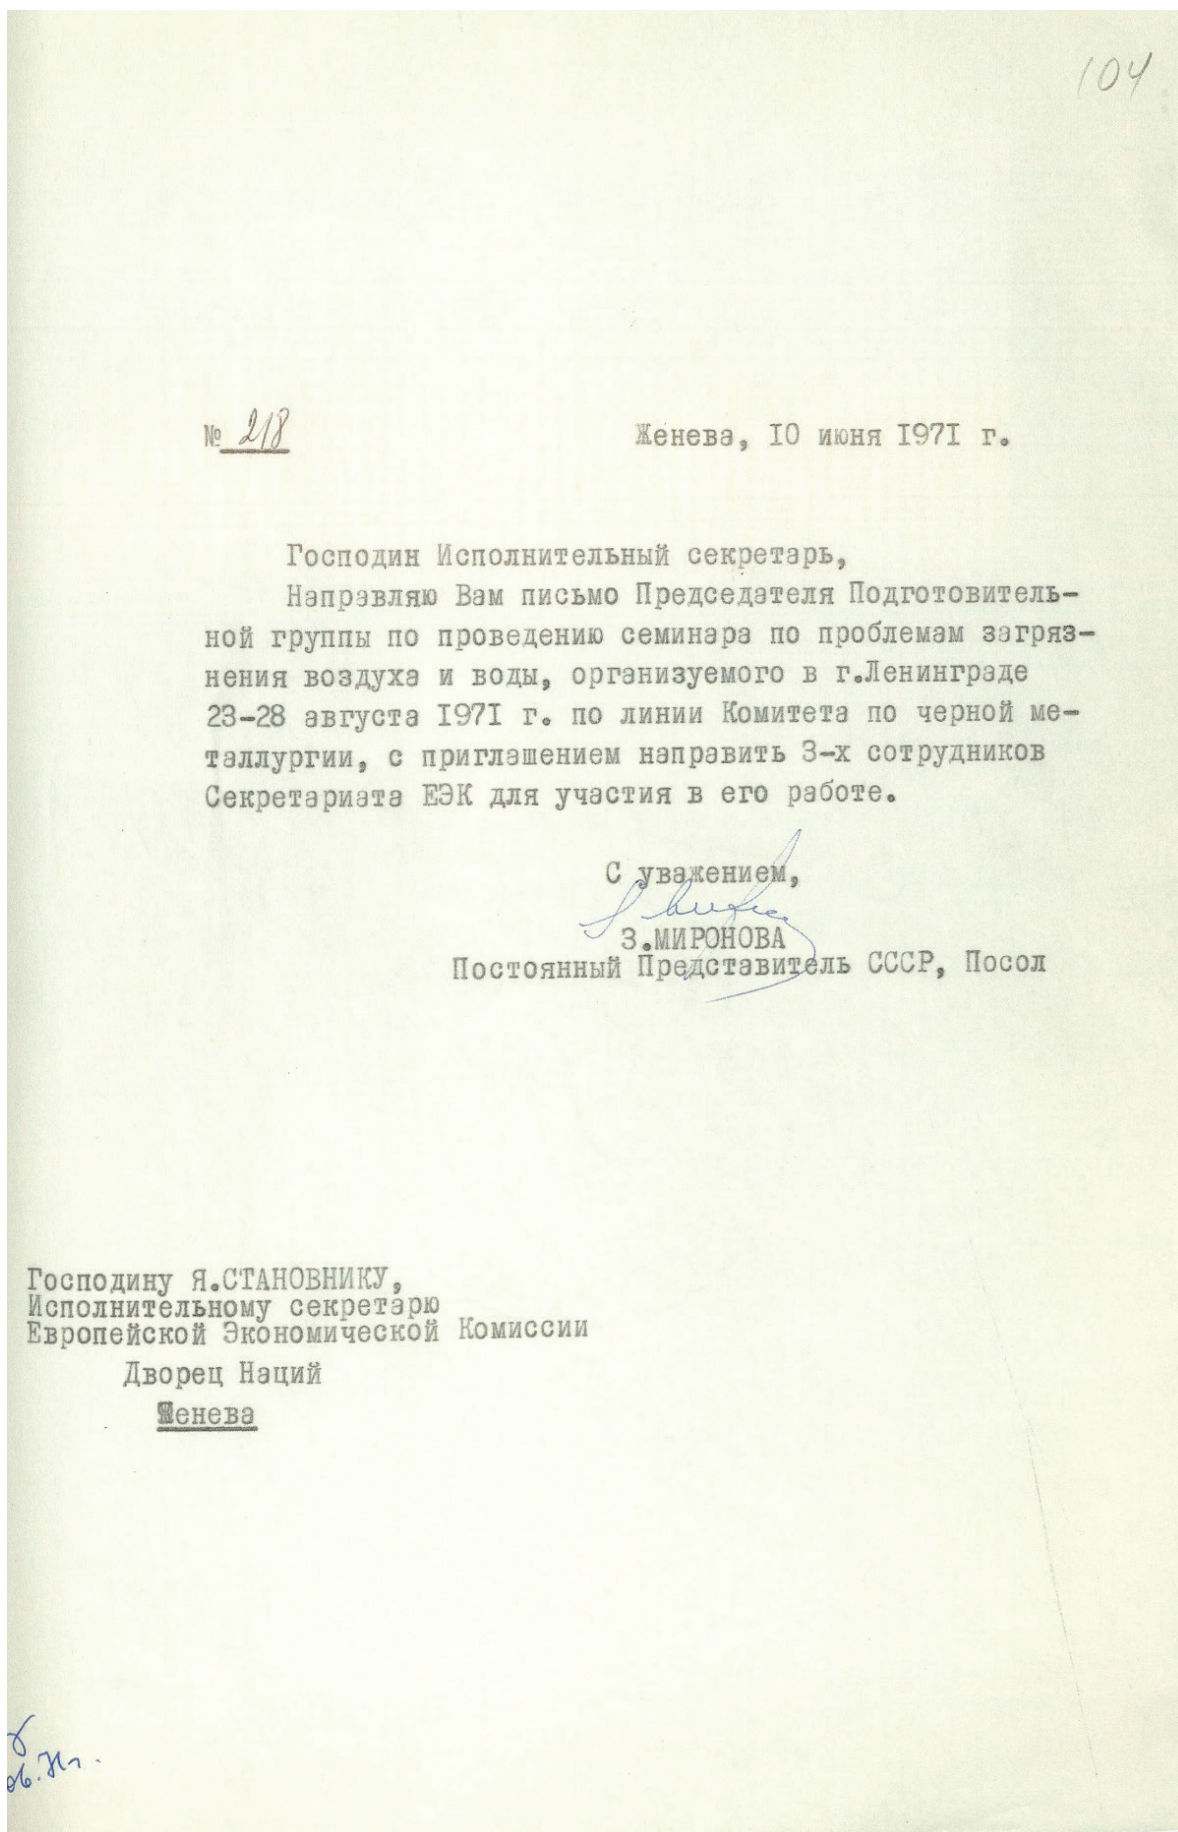 104
№ 218 Женева, 10 июня 1971 г.
Господин Исполнительный секретарь,
Направляю Вам письмо Председателя Подготовитель-
ной группы по проведению семинара по проблемам загряз-
нения воздуха и воды, организуемого в г.Ленинграде
23-28 августа 1971 г. по линии Комитета по черной ме-
таллургии, с приглашением направить 3-х сотрудников
Секретариата ЕЭК для участия в его работе.
С уважением,
З.МИРОНОВА
Постоянный Представитель СССР, Посол
Господину Я.СТАНОВНИКУ,
Исполнительному секретарю
Европейской Экономической Комиссии
Дворец Наций
Женева
06.71г.